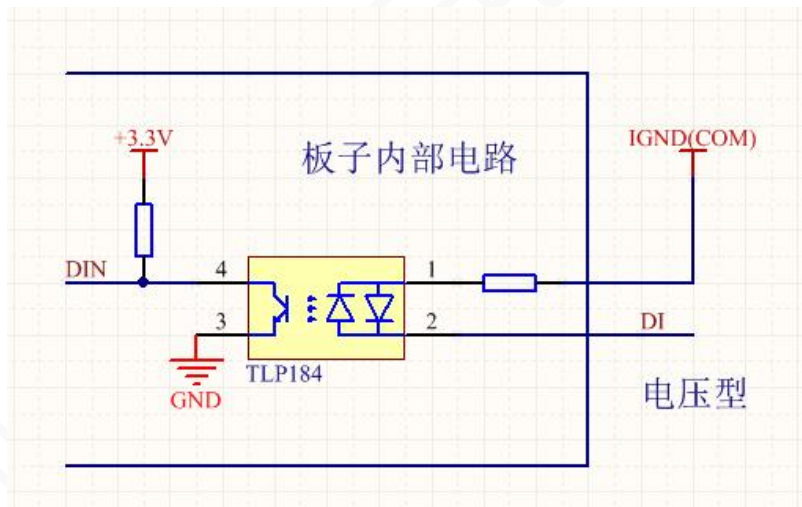 +3.3V
板子内部电路
IGND(COM)
DIN
4
1
3
2
DI
TLP184
GND
电压型